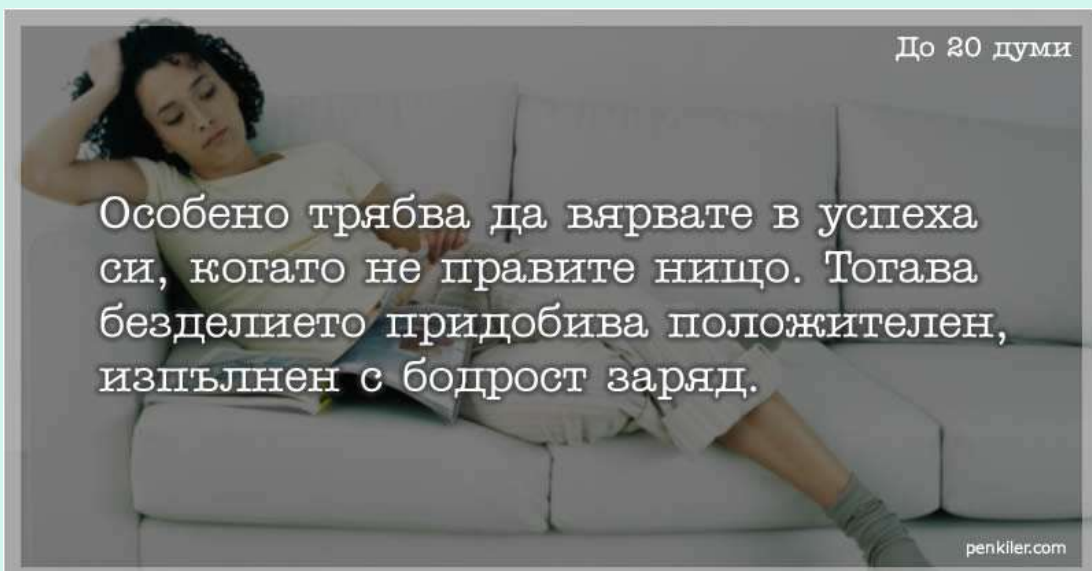 До 20 думи
Особено трябва да вярвате в успеха
си, когато не правите нищо. Тогава
безделието придобива положителен,
изпълнен с бодрост заряд.
penkiler.com